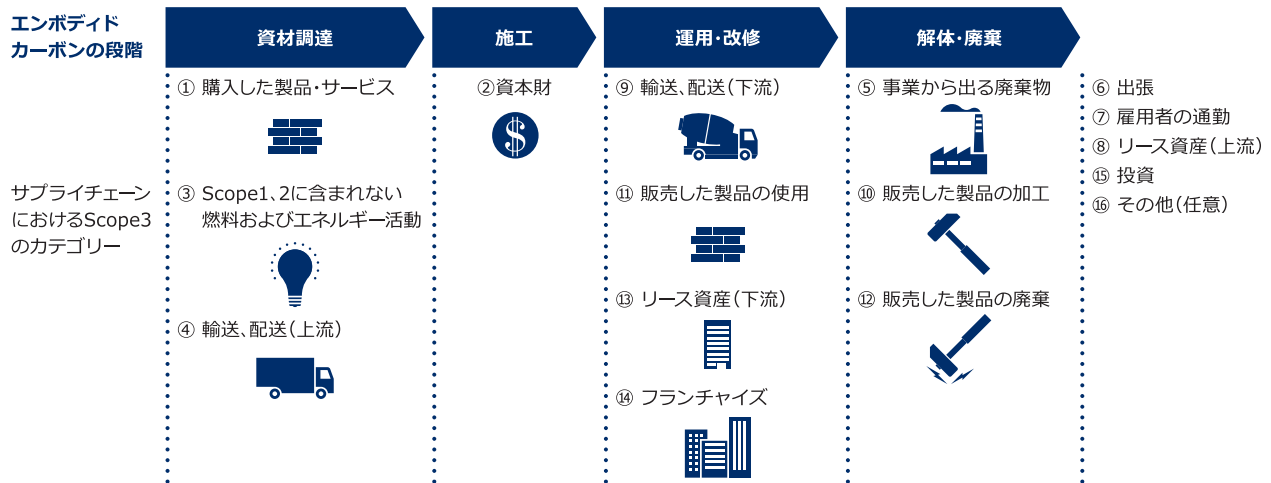 エンボディド
カーボンの段階
資材調達
施工
運用・改修
解体・廃棄
サプライチェーン
におけるScope3
のカテゴリー
① 購入した製品・サービス
③ Scope1、2に含まれない
燃料およびエネルギー活動
④ 輸送、配送（上流）
②資本財
$
⑨ 輸送、配送（下流）
⑪ 販売した製品の使用
⑬ リース資産（下流）
⑭ フランチャイズ
⑤ 事業から出る廃棄物
⑩ 販売した製品の加工
⑫ 販売した製品の廃棄
⑥ 出張
⑦ 雇用者の通勤
⑧ リース資産（上流）
⑮ 投資
⑯ その他（任意）